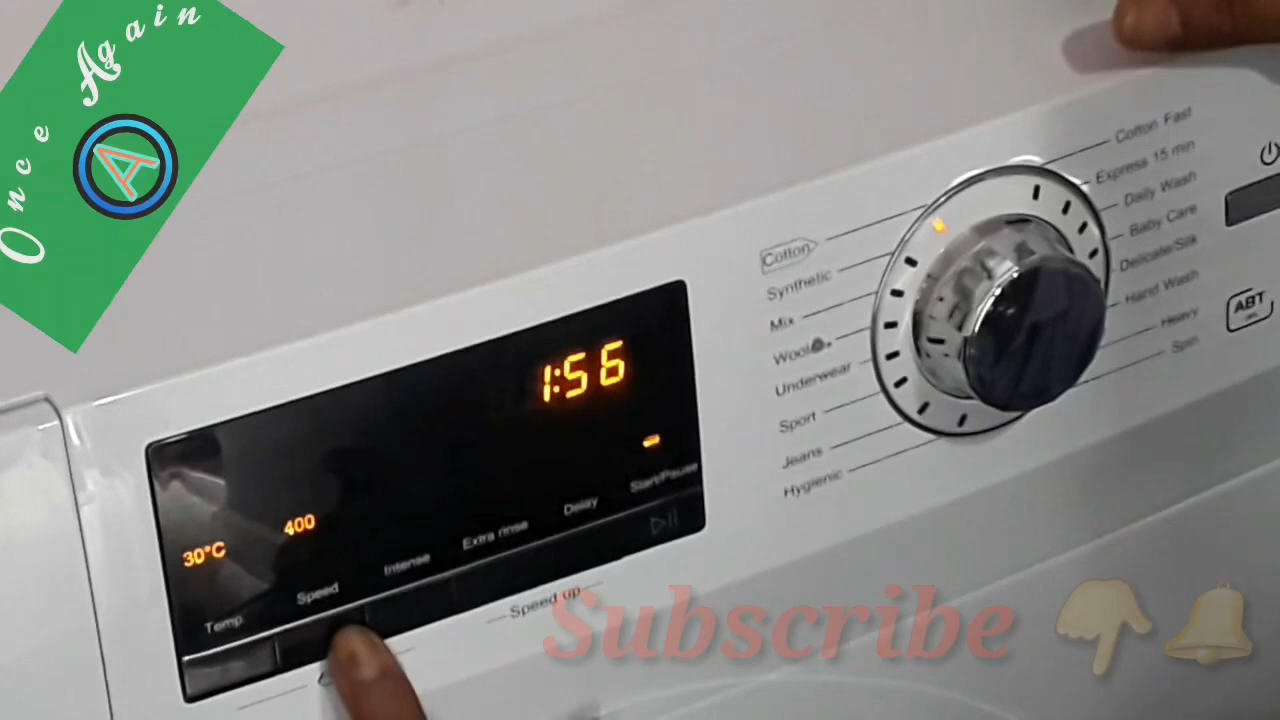 Once Again
A
Cotton
Synthetic
Mix
Wool
Underwear
Sport
Jeans
Hygienic
Cotton Fast
Express 15 min
Daily Wash
Baby Care
Delicate/Silk
Hand Wash
Heavy
Spin
ABT
1:56
400
30°C
Temp.
Speed
Intense
Extra rinse
Delay
Start/Pause
Speed up
Subscribe